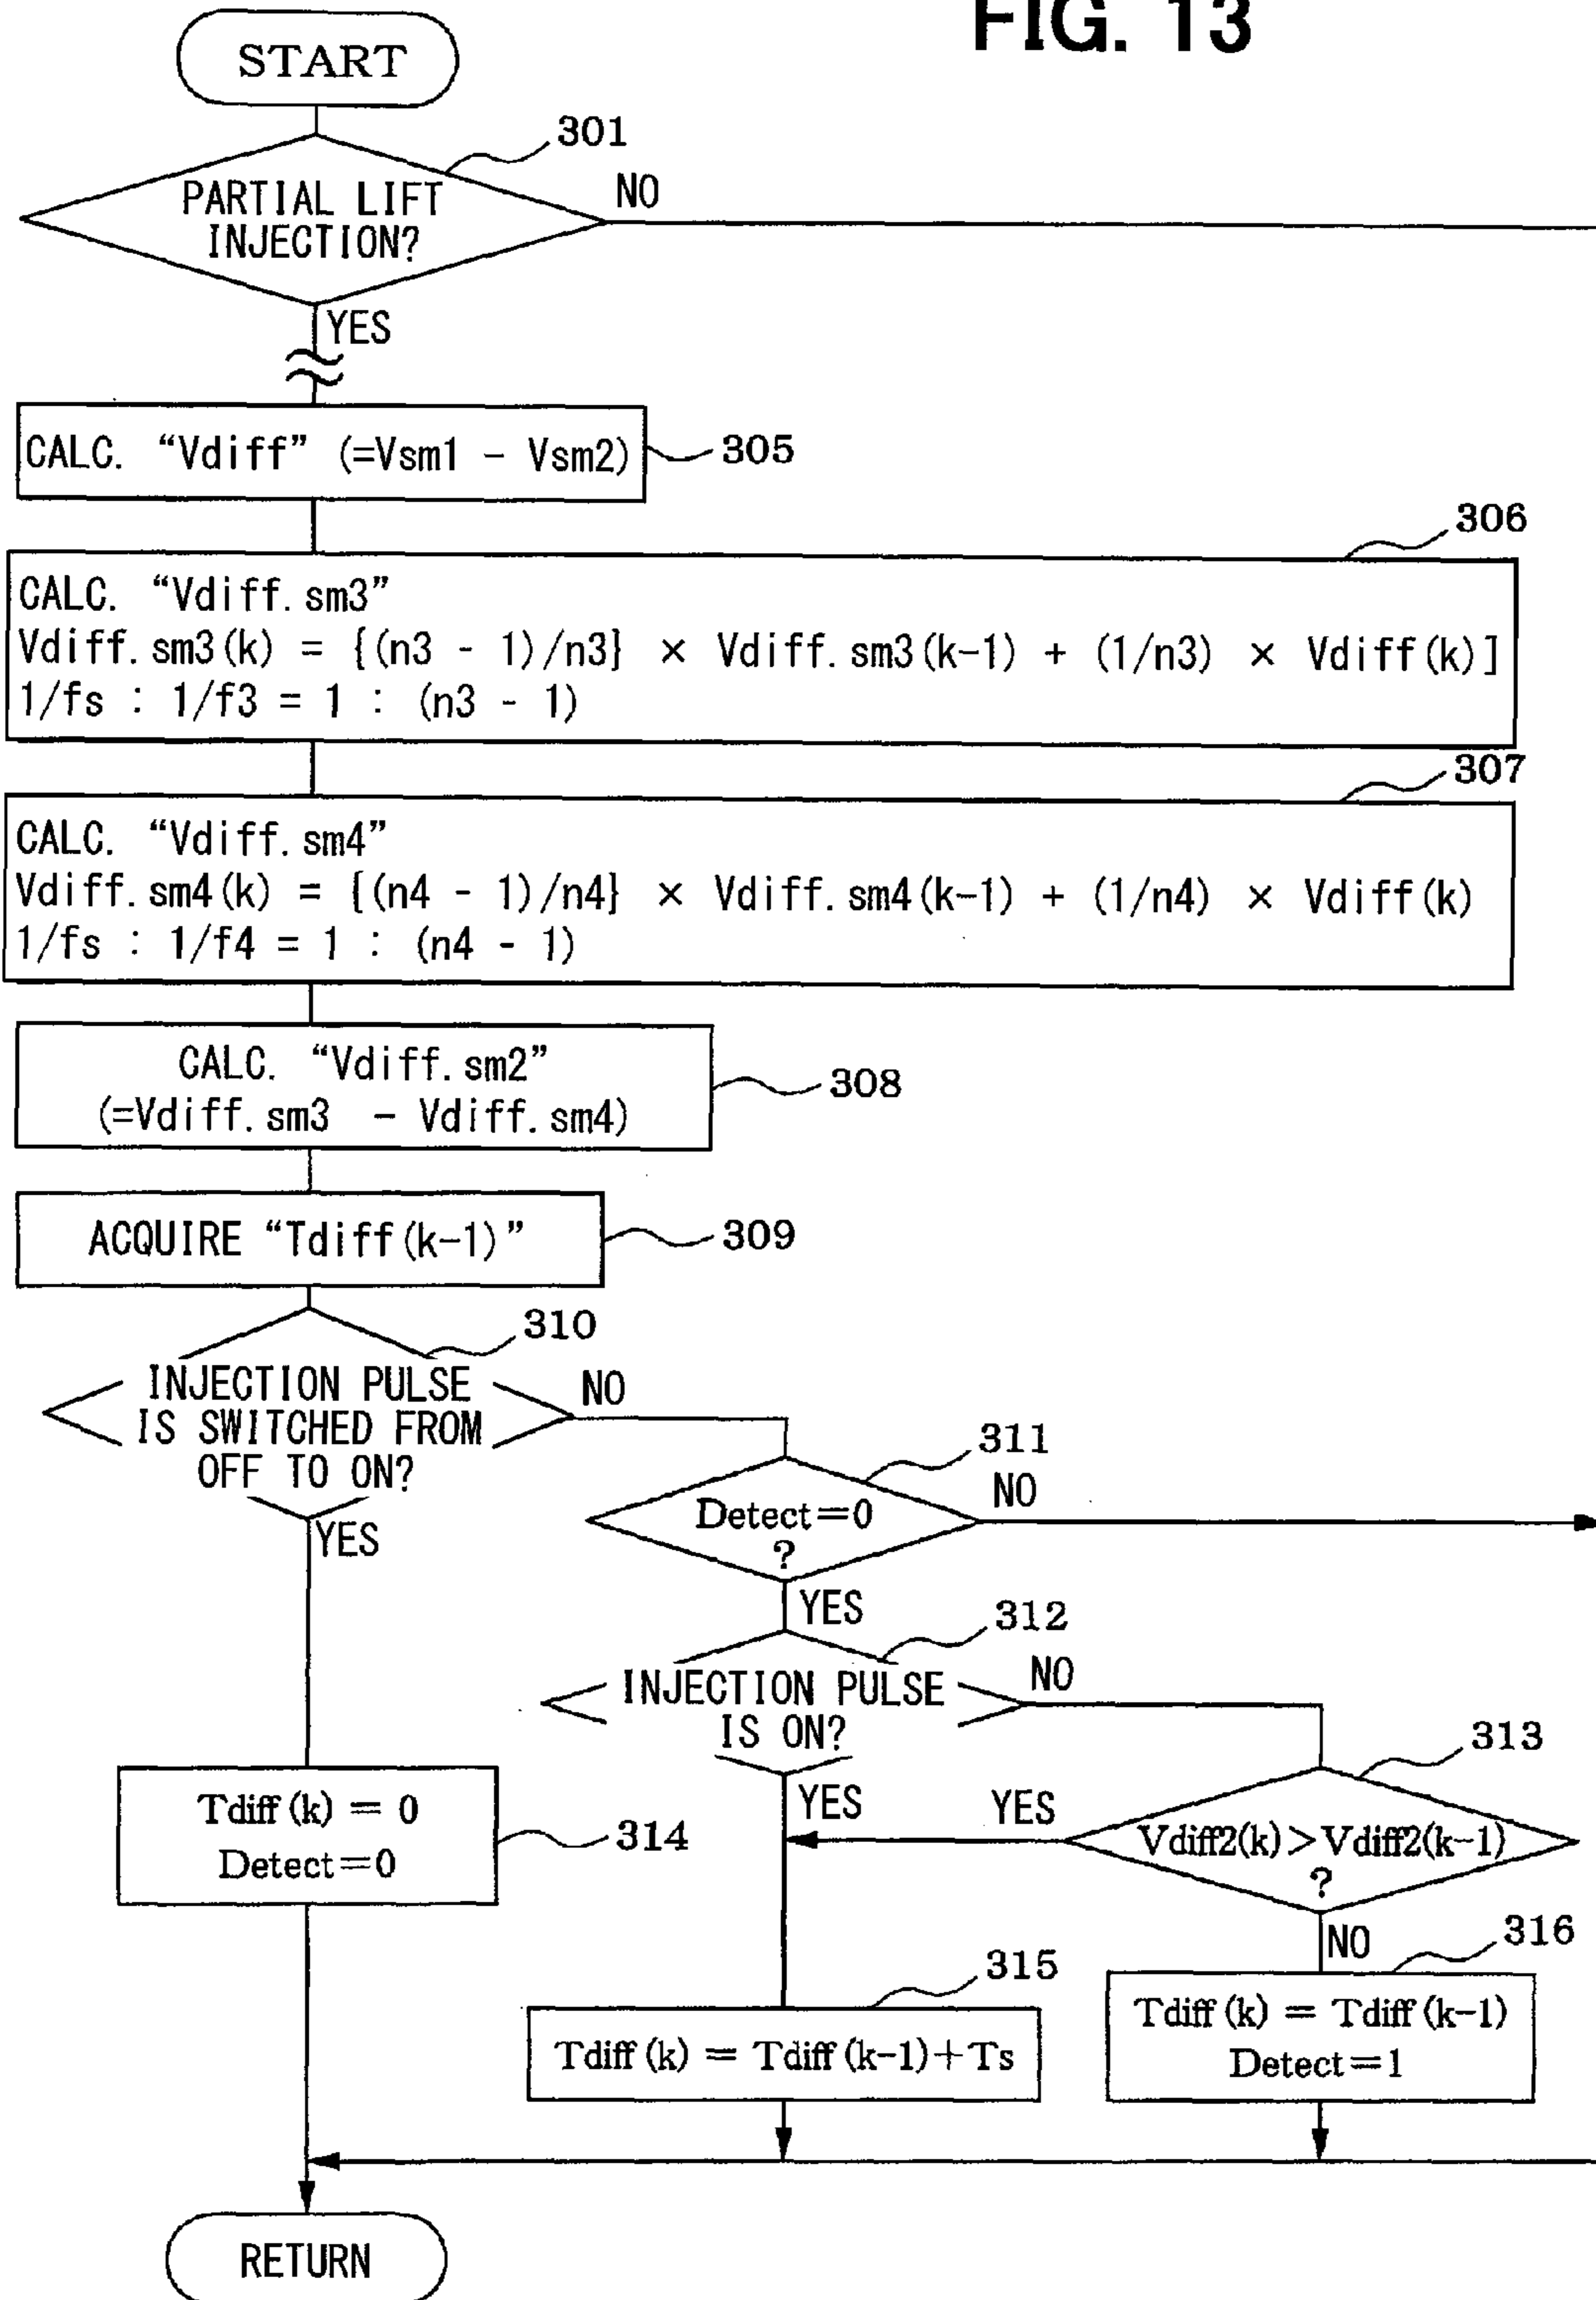 FIG. 13
START
301
PARTIAL LIFT
INJECTION?
NO
YES
CALC. “Vdiff” (=Vsm1 - Vsm2)
305
306
CALC. “Vdiff.sm3”
Vdiff.sm3(k) = {(n3 - 1)/n3} × Vdiff.sm3(k-1) + (1/n3) × Vdiff(k)]
1/fs : 1/f3 = 1 : (n3 - 1)
307
CALC. “Vdiff.sm4”
Vdiff.sm4(k) = {(n4 - 1)/n4} × Vdiff.sm4(k-1) + (1/n4) × Vdiff(k)
1/fs : 1/f4 = 1 : (n4 - 1)
CALC. “Vdiff.sm2”
(=Vdiff.sm3 - Vdiff.sm4)
308
ACQUIRE “Tdiff(k-1)”
309
310
INJECTION PULSE
IS SWITCHED FROM
OFF TO ON?
NO
YES
311
Detect=0
?
NO
YES
312
INJECTION PULSE
IS ON?
NO
YES
313
Vdiff2(k)>Vdiff2(k-1)
?
YES
NO
Tdiff(k) = 0
Detect=0
314
315
Tdiff(k) = Tdiff(k-1)+Ts
316
Tdiff(k) = Tdiff(k-1)
Detect=1
RETURN